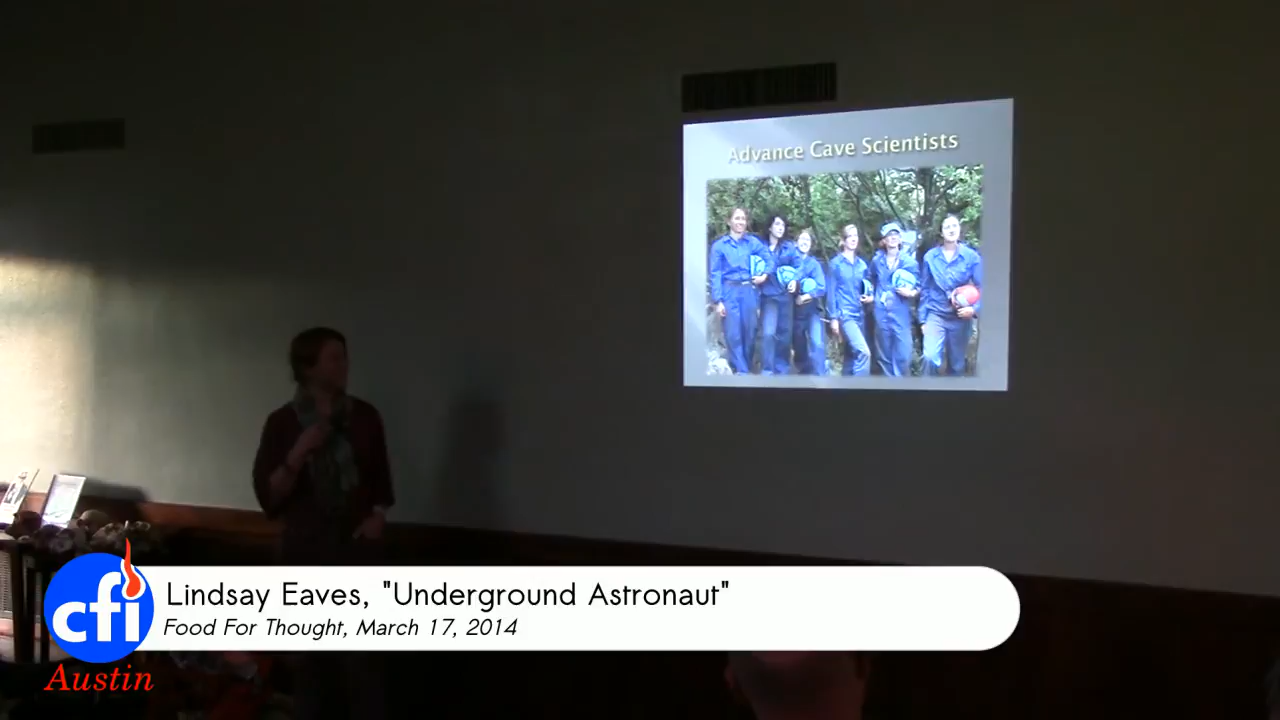 Advance Cave Scientists
Lindsay Eaves, "Underground Astronaut"
Food For Thought, March 17, 2014
cfi
Austin